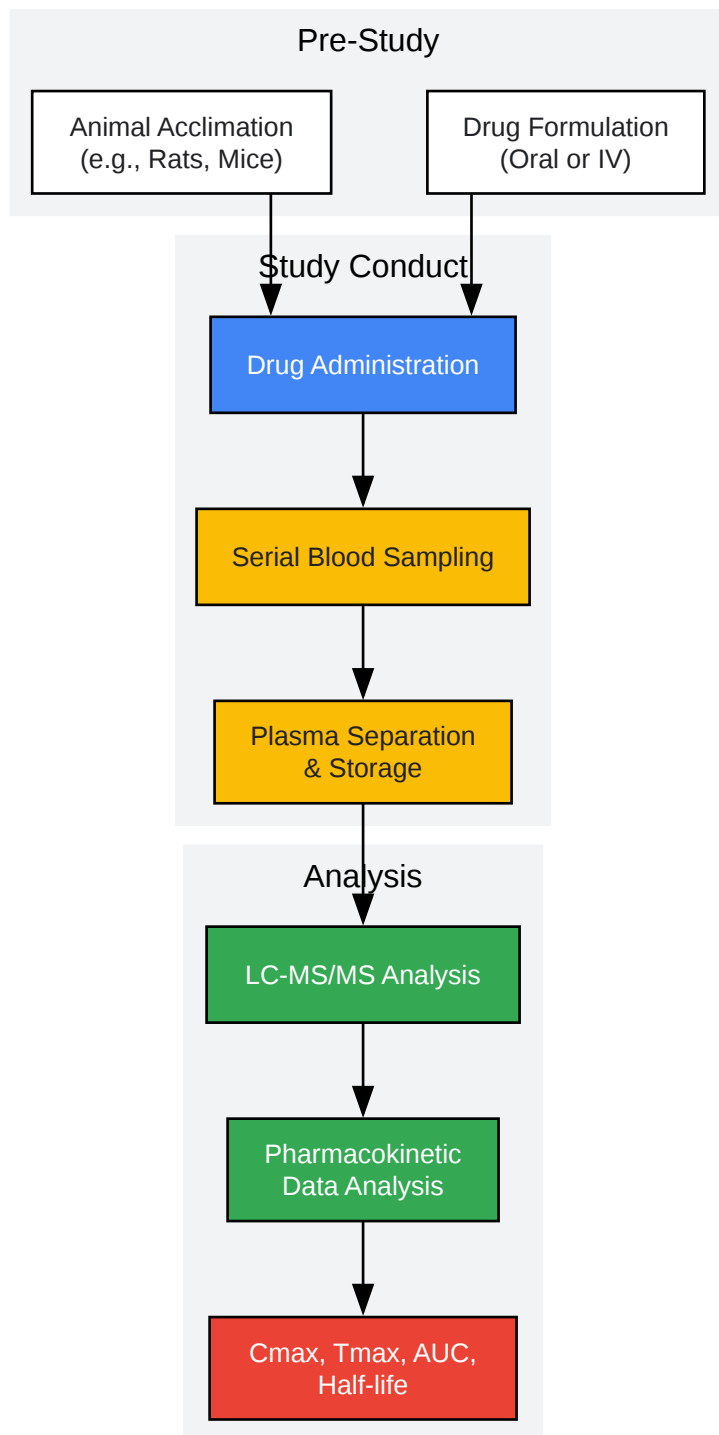 Pre-Study
Animal Acclimation
(e.g., Rats, Mice)
Drug Formulation
(Oral or IV)
Study Conduct
Drug Administration
Serial Blood Sampling
Plasma Separation
& Storage
Analysis
LC-MS/MS Analysis
Pharmacokinetic
Data Analysis
Cmax, Tmax, AUC,
Half-life